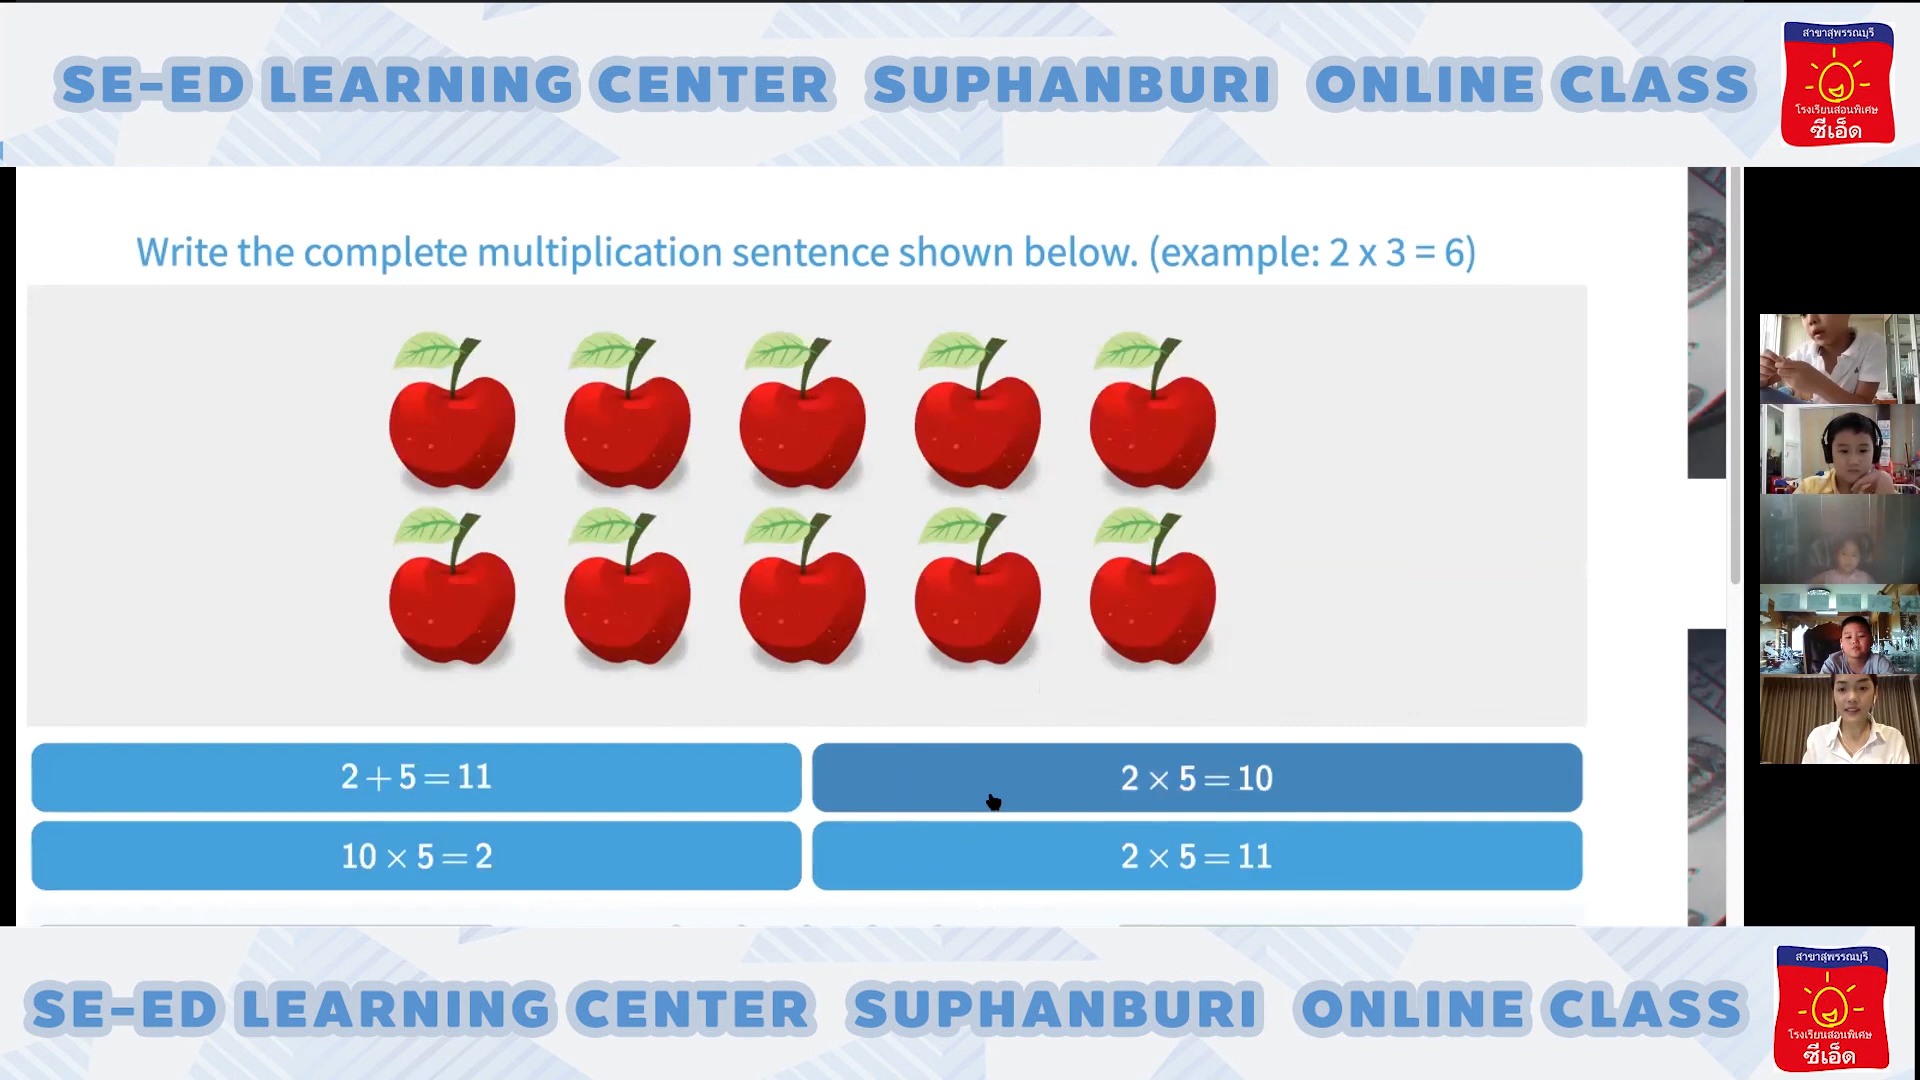 SE-ED LEARNING CENTER SUPHANBURI ONLINE CLASS
สาขาสุพรรณบุรี
โรงเรียนสอนพิเศษ
ซีเอ็ด
Write the complete multiplication sentence shown below. (example: 2 x 3 = 6)
2 + 5 = 11
2 × 5 = 10
10 × 5 = 2
2 × 5 = 11
SE-ED LEARNING CENTER SUPHANBURI ONLINE CLASS
สาขาสุพรรณบุรี
โรงเรียนสอนพิเศษ
ซีเอ็ด